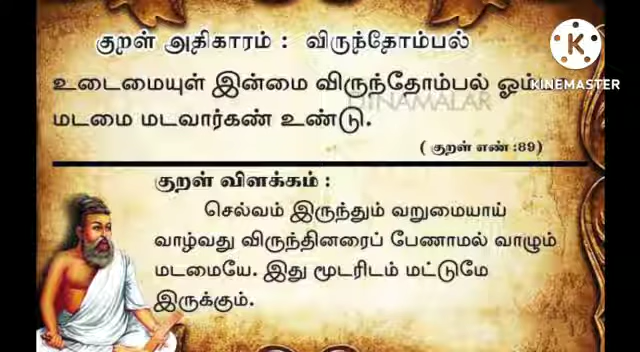 குறள் அதிகாரம் : விருந்தோம்பல்
உடைமையுள் இன்மை விருந்தோம்பல்
மடமை மடவார்கண் உண்டு.
( குறள் எண் :89)
குறள் விளக்கம் :
செல்வம் இருந்தும் வறுமையாய்
வாழ்வது விருந்தினரைப் பேணாமல் வாழும்
மடமையே. இது மூடரிடம் மட்டுமே
இருக்கும்.
K
KINEMASTER
DINAMALAR